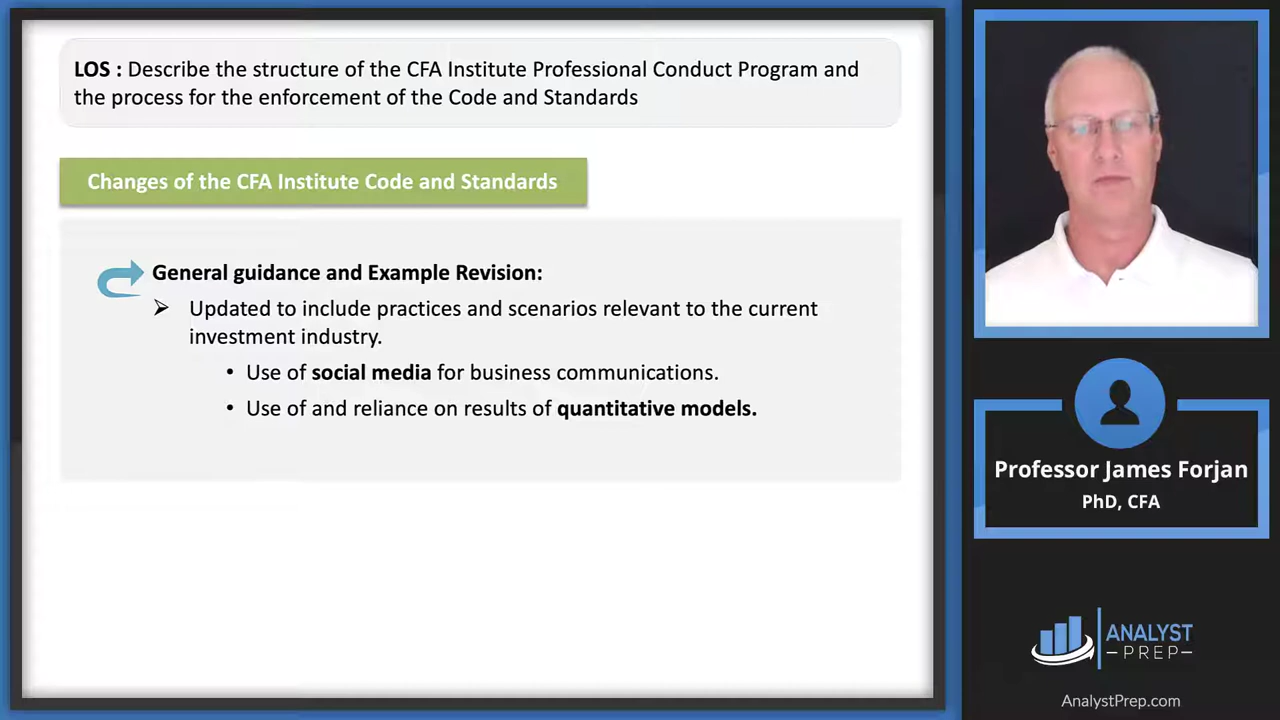 LOS : Describe the structure of the CFA Institute Professional Conduct Program and
the process for the enforcement of the Code and Standards
Changes of the CFA Institute Code and Standards
General guidance and Example Revision:
➢ Updated to include practices and scenarios relevant to the current
investment industry.
• Use of social media for business communications.
• Use of and reliance on results of quantitative models.
Professor James Forjan
PhD, CFA
ANALYST
–PREP–
AnalystPrep.com